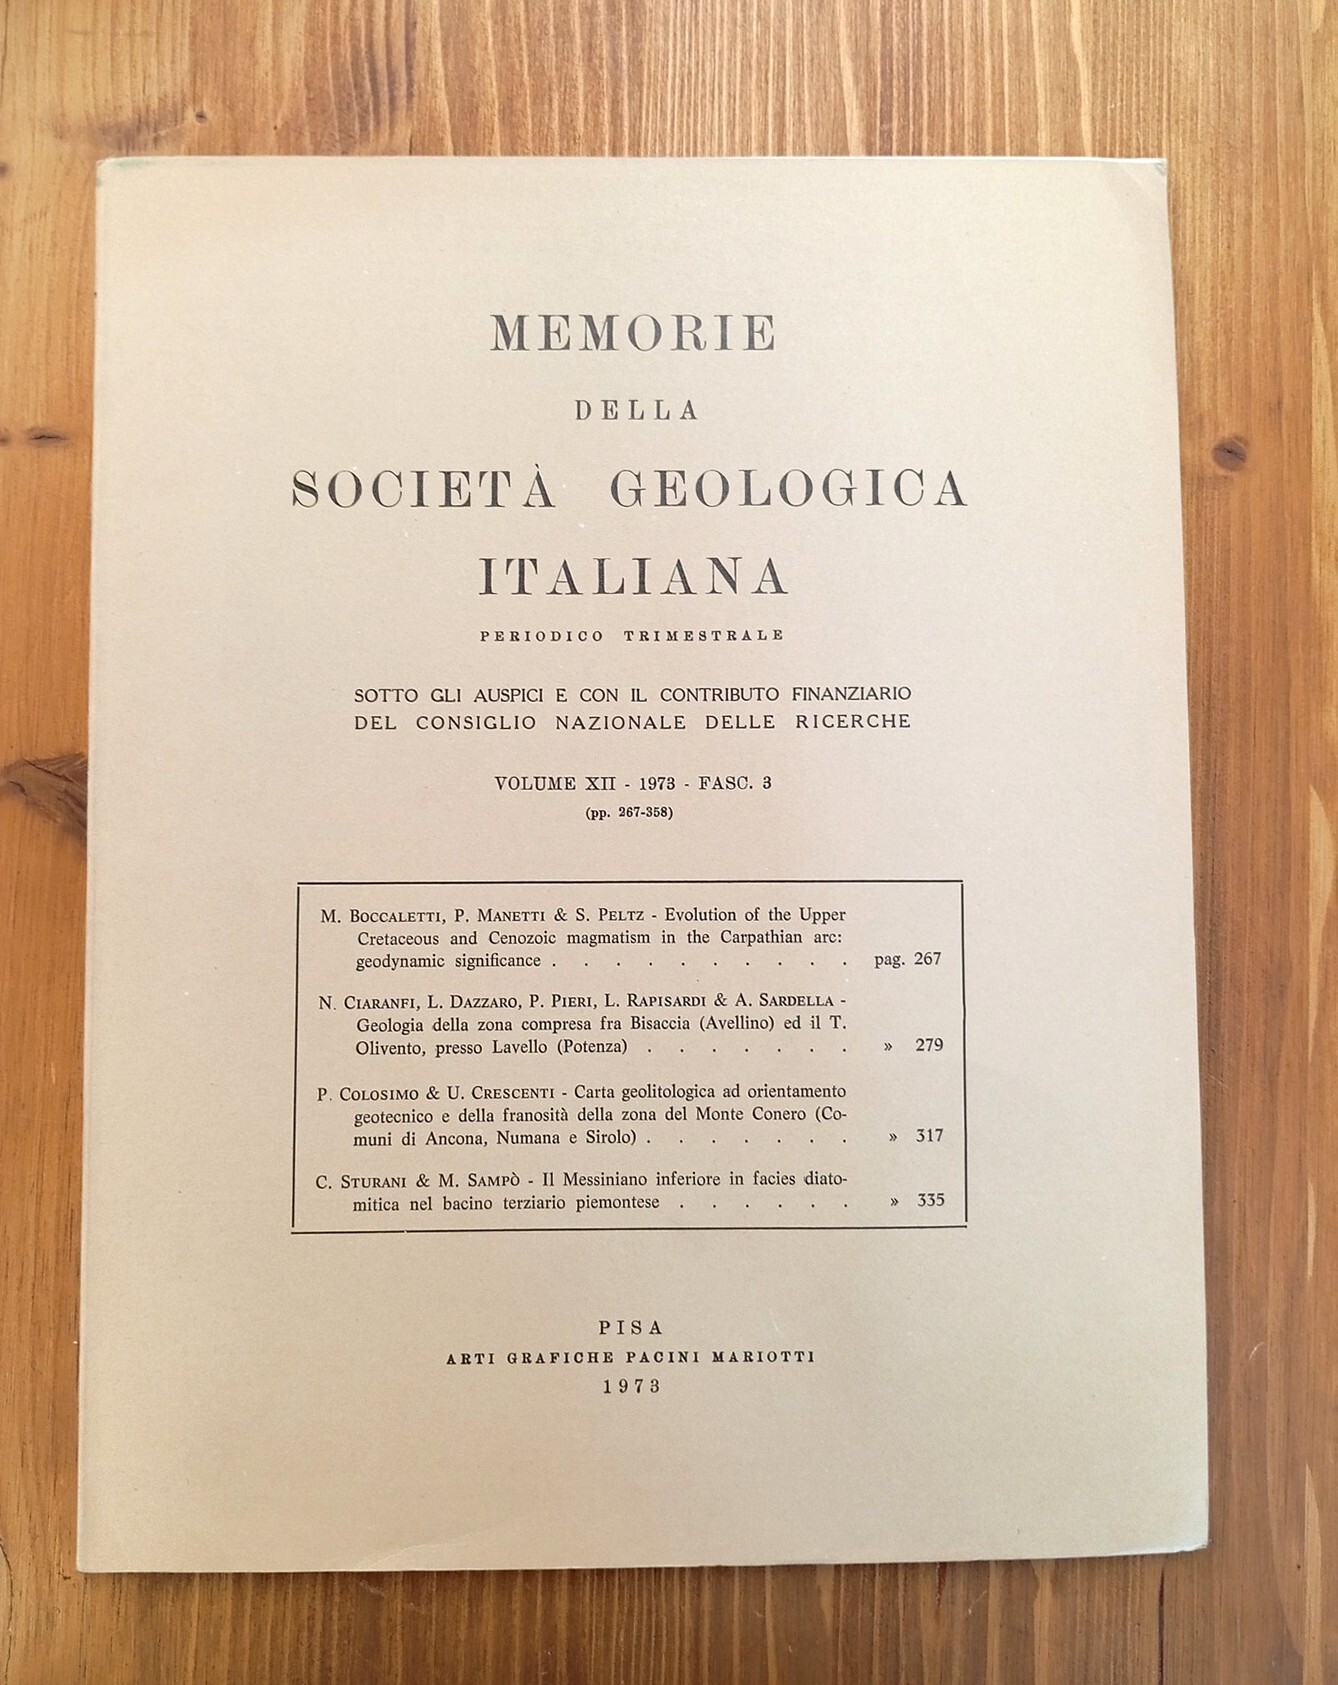 MEMORIE
DELLA
SOCIETÀ GEOLOGICA
ITALIANA
PERIODICO TRIMESTRALE
SOTTO GLI AUSPICI E CON IL CONTRIBUTO FINANZIARIO
DEL CONSIGLIO NAZIONALE DELLE RICERCHE
VOLUME XII - 1973 - FASC. 3
(pp. 267-358)
M. BOCCALETTI, P. MANETTI & S. PELTZ - Evolution of the Upper
Cretaceous and Cenozoic magmatism in the Carpathian arc:
geodynamic significance . . . . . . . . . . pag. 267
N. CIARANFI, L. DAZZARO, P. PIERI, L. RAPISARDI & A. SARDELLA -
Geologia della zona compresa fra Bisaccia (Avellino) ed il T.
Olivento, presso Lavello (Potenza) . . . . . . . » 279
P. COLOSIMO & U. CRESCENTI - Carta geolitologica ad orientamento
geotecnico e della franosità della zona del Monte Conero (Co-
muni di Ancona, Numana e Sirolo) . . . . . . . » 317
C. STURANI & M. SAMPÒ - Il Messiniano inferiore in facies diato-
mitica nel bacino terziario piemontese . . . . . . » 335
PISA
ARTI GRAFICHE PACINI MARIOTTI
1973